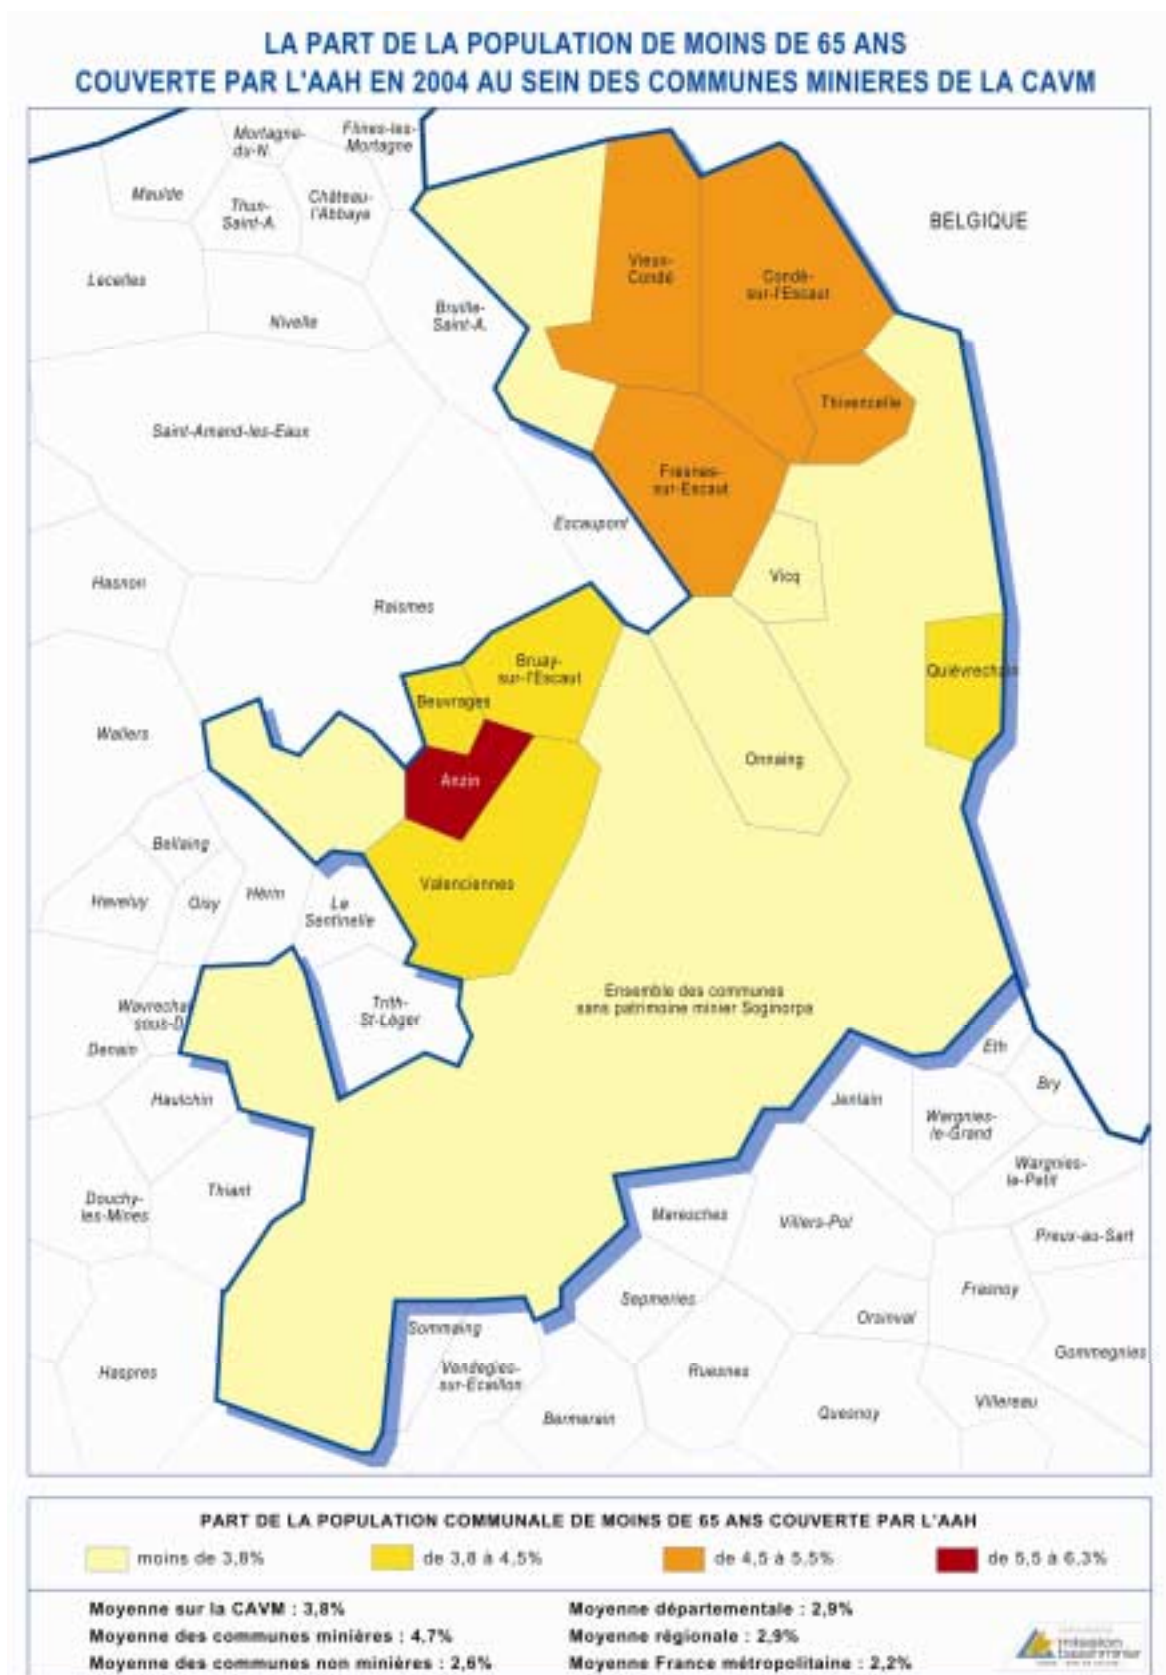 LA PART DE LA POPULATION DE MOINS DE 65 ANS
COUVERTE PAR L'AAH EN 2004 AU SEIN DES COMMUNES MINIERES DE LA CAVM
Mortagne-
du-N.
Flines-les-
Mortagne
Maulde
Thun-
Saint-A.
Château-
l'Abbaye
BELGIQUE
Vieux-
Condé
Condé-
sur-l'Escaut
Lecelles
Nivelle
Bruille-
Saint-A.
Thivencelle
Saint-Amand-les-Eaux
Fresnes-
sur-Escaut
Escaupont
Vicq
Hasnon
Raismes
Bruay-
sur-l'Escaut
Quiévrechain
Beuvrages
Wallers
Onnaing
Anzin
Bellaing
Valenciennes
Haveluy
Oisy
Hérin
La
Sentinelle
Ensemble des communes
sans patrimoine minier Soginorpa
Wavrechai
sous-D
Trith-
St-Léger
Denain
Eth
Bry
Haulchin
Jenlain
Wargnies-
le-Grand
Wargnies-
le-Petit
Thiant
Douchy-
les-Mines
Maresches
Villers-Pol
Preux-au-Sart
Sepmeries
Frasnoy
Orsinval
Sommaing
Gommegnies
Haspres
Vendegies-
sur-Ecaillon
Ruesnes
Villereau
Bermerain
Quesnoy
PART DE LA POPULATION COMMUNALE DE MOINS DE 65 ANS COUVERTE PAR L'AAH
moins de 3,8%
de 3,8 à 4,5%
de 4,5 à 5,5%
de 5,5 à 6,3%
Moyenne sur la CAVM : 3,8%
Moyenne départementale : 2,9%
Moyenne des communes minières : 4,7%
Moyenne régionale : 2,9%
Moyenne des communes non minières : 2,6%
Moyenne France métropolitaine : 2,2%
mission
bassin minier